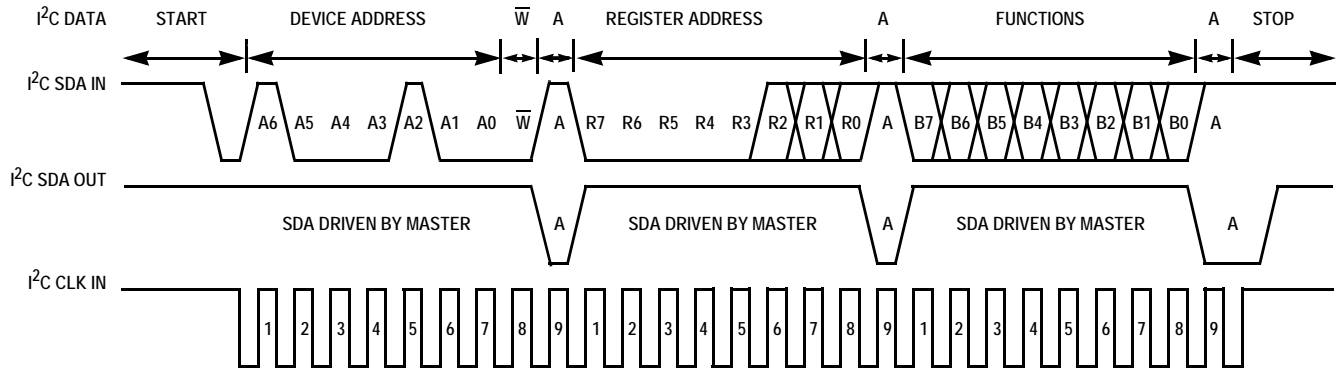 I²C DATA START DEVICE ADDRESS W̅ A REGISTER ADDRESS A FUNCTIONS A STOP
I²C SDA IN
A6 A5 A4 A3 A2 A1 A0 W̅ A R7 R6 R5 R4 R3 R2 R1 R0 A B7 B6 B5 B4 B3 B2 B1 B0 A
I²C SDA OUT
SDA DRIVEN BY MASTER A SDA DRIVEN BY MASTER A SDA DRIVEN BY MASTER A
I²C CLK IN
1 2 3 4 5 6 7 8 9 1 2 3 4 5 6 7 8 9 1 2 3 4 5 6 7 8 9